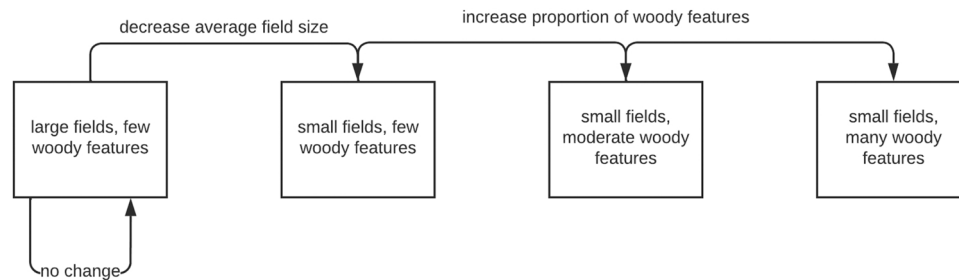 decrease average field size
increase proportion of woody features
large fields, few
woody features
small fields, few
woody features
small fields,
moderate woody
features
small fields,
many woody
features
no change